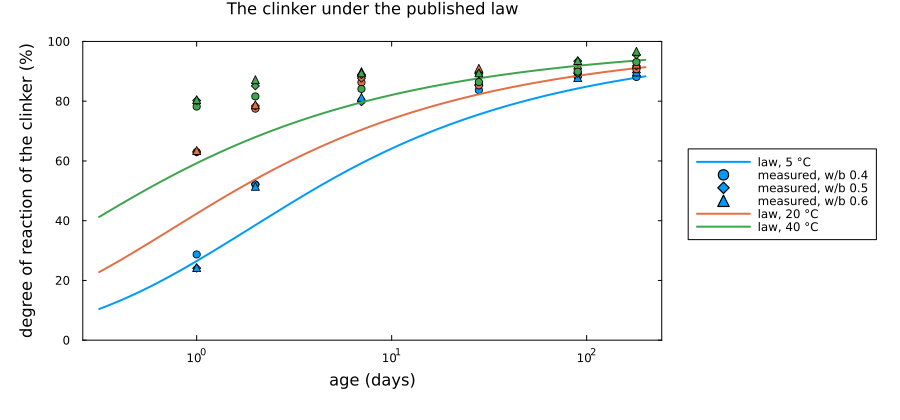 The clinker under the published law
degree of reaction of the clinker (%)
100
80
60
40
20
0
10^0
10^1
10^2
age (days)
law, 5 °C
measured, w/b 0.4
measured, w/b 0.5
measured, w/b 0.6
law, 20 °C
law, 40 °C